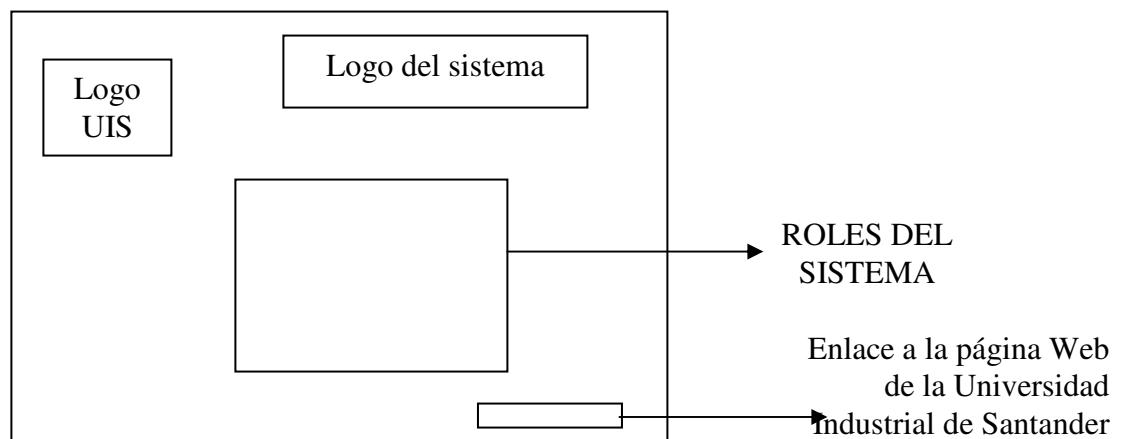 Logo del sistema
Logo
UIS
ROLES DEL
SISTEMA
Enlace a la página Web
de la Universidad
Industrial de Santander